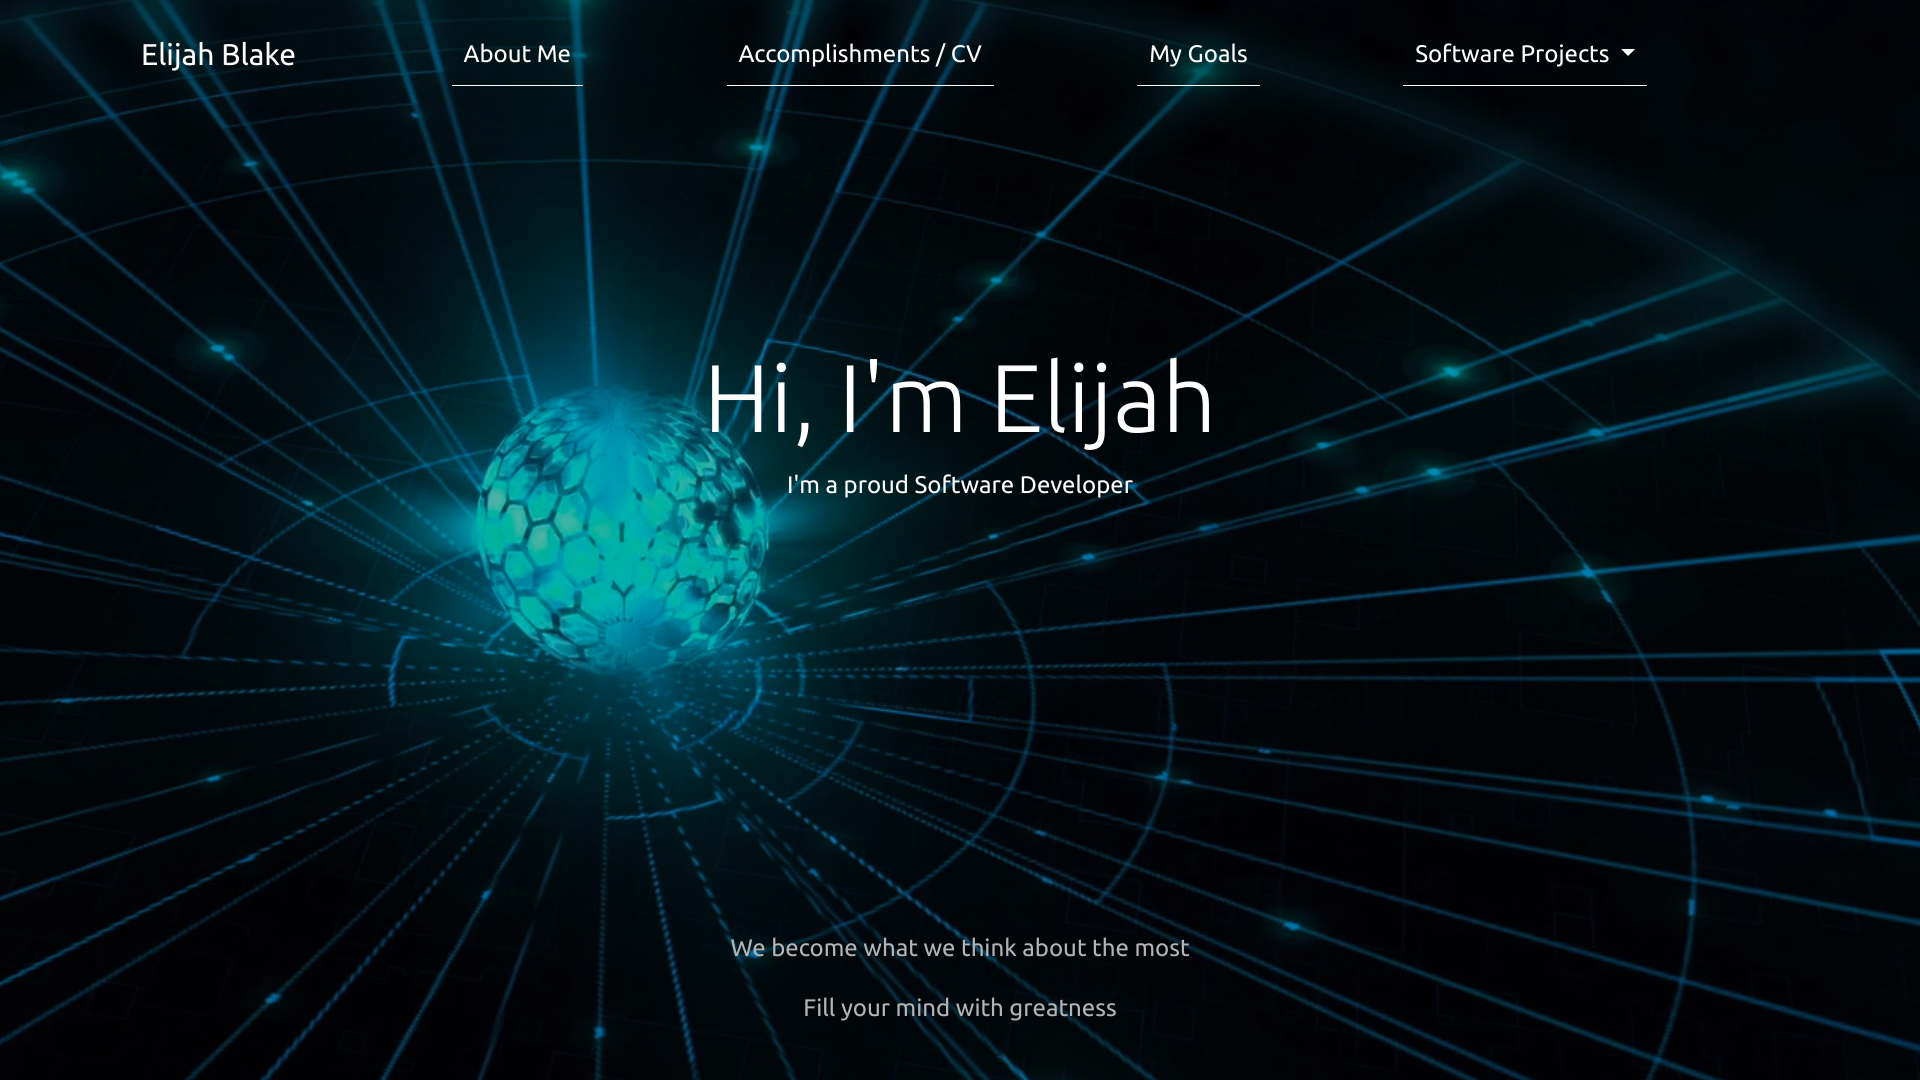 Elijah Blake
About Me
Accomplishments / CV
My Goals
Software Projects
Hi, I'm Elijah
I'm a proud Software Developer
We become what we think about the most
Fill your mind with greatness